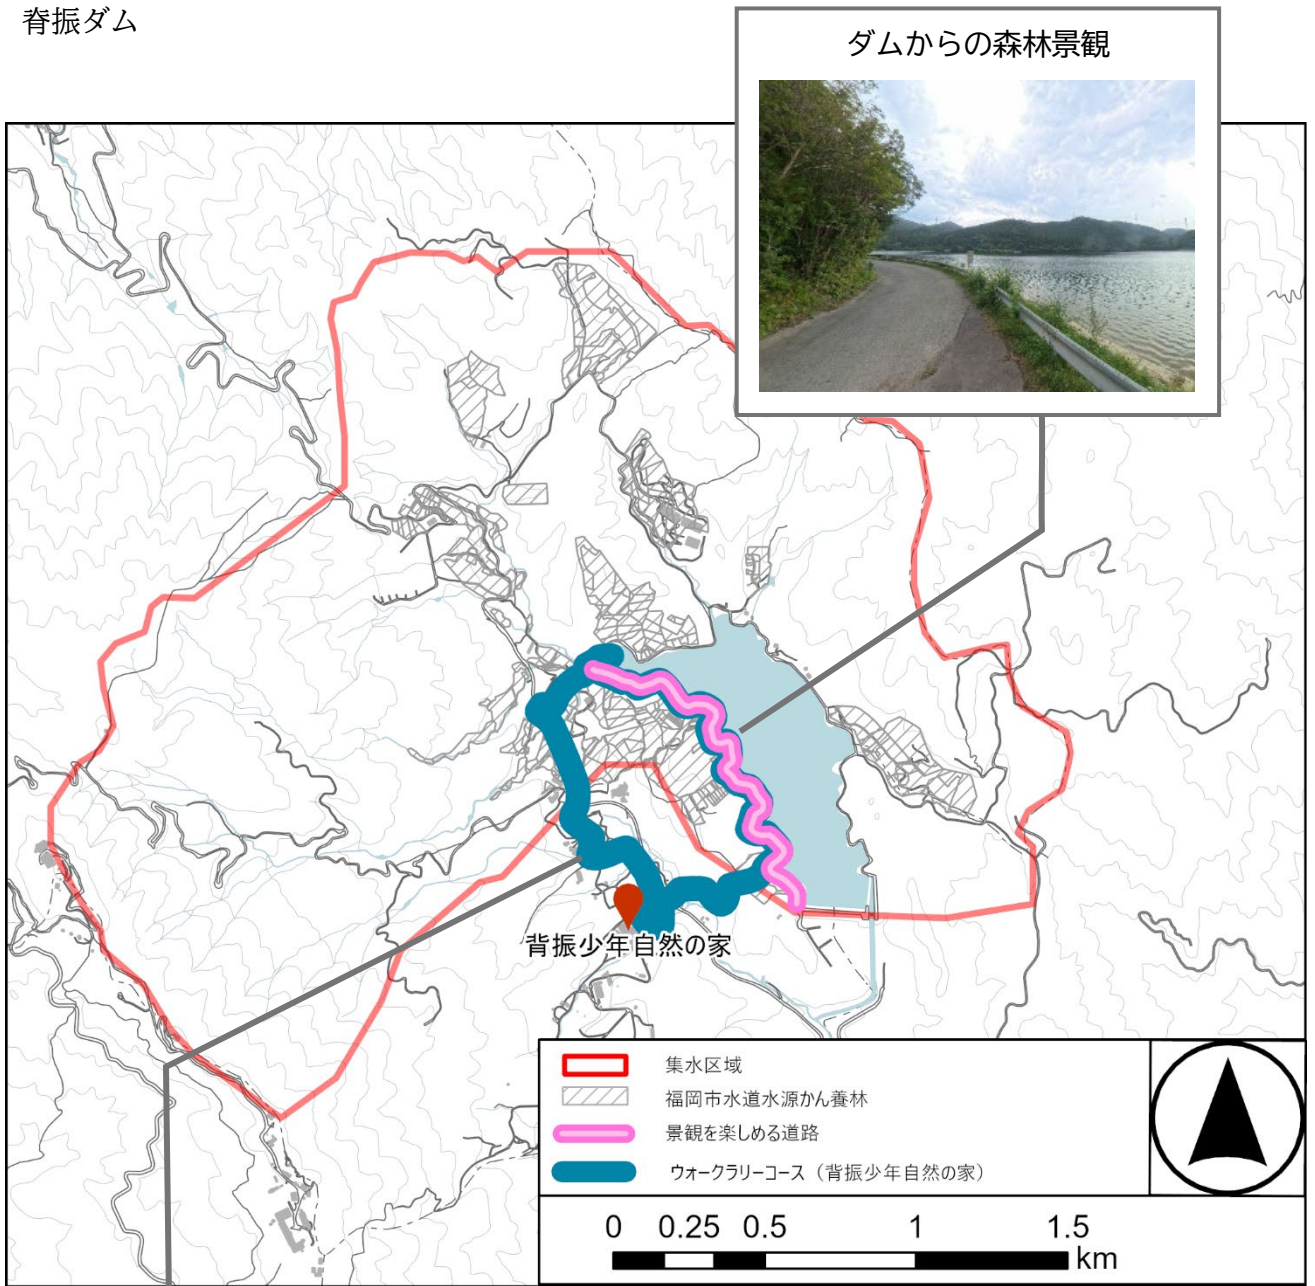 脊振ダム
ダムからの森林景観
背振少年自然の家
集水区域
福岡市水道水源かん養林
景観を楽しめる道路
ウォークラリーコース（背振少年自然の家）
0 0.25 0.5 1 1.5
km